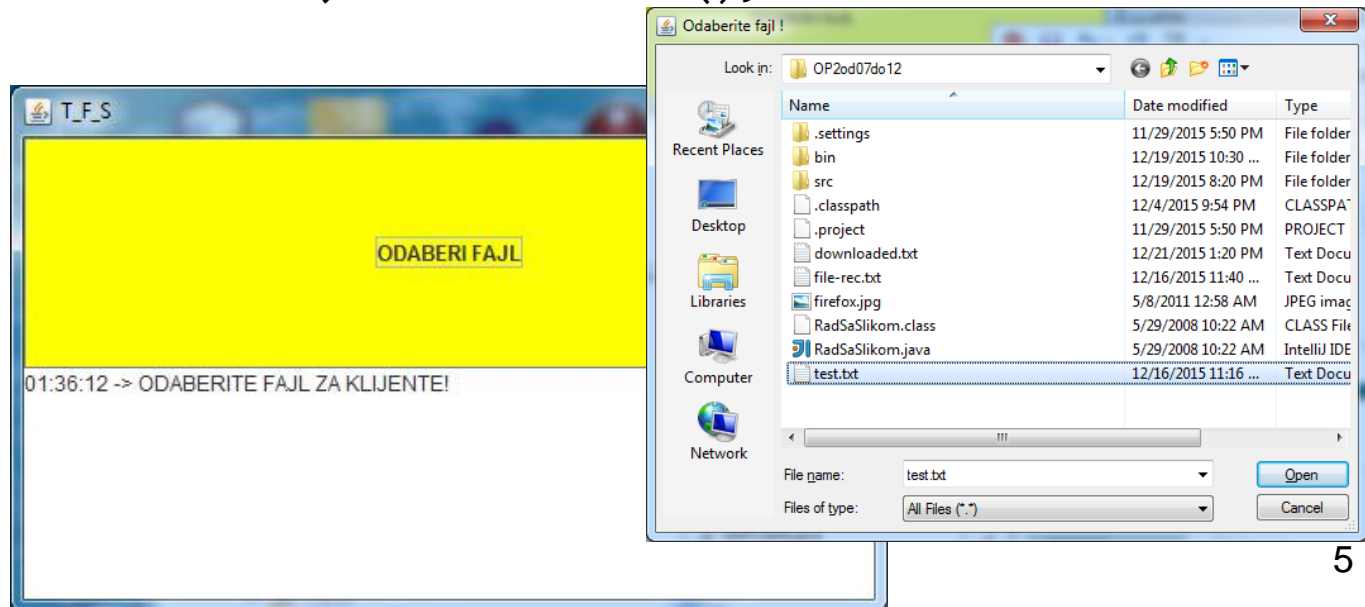 T_F_S
ODABERI FAJL
01:36:12 -> ODABERITE FAJL ZA KLIJENTE!
Odaberite fajl !
Look in: OP2od07do12
Recent Places
Desktop
Libraries
Computer
Network
Name Date modified Type
.settings 11/29/2015 5:50 PM File folder
bin 12/19/2015 10:30 ... File folder
src 12/19/2015 8:20 PM File folder
.classpath 12/4/2015 9:54 PM CLASSPA
.project 11/29/2015 5:50 PM PROJECT
downloaded.txt 12/21/2015 1:20 PM Text Docu
file-rec.txt 12/16/2015 11:40 ... Text Docu
firefox.jpg 5/8/2011 12:58 AM JPEG imag
RadSaSlikom.class 5/29/2008 10:22 AM CLASS File
RadSaSlikom.java 5/29/2008 10:22 AM IntelliJ IDE
test.txt 12/16/2015 11:16 ... Text Docu
File name: test.txt Open
Files of type: All Files (*.*) Cancel
5